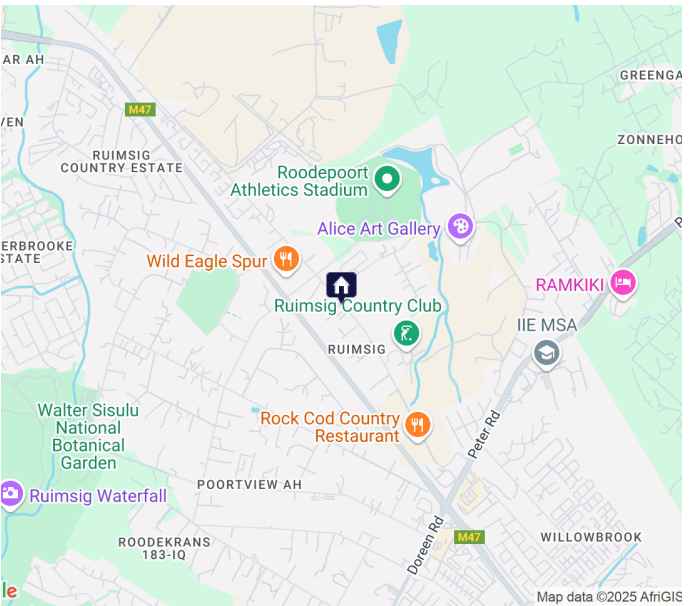 AR AH
GREENGA
M47
VEN
ZONNEHO
RUIMSIG
COUNTRY ESTATE
Roodepoort
Athletics Stadium
Alice Art Gallery
ERBROOKE
STATE
Wild Eagle Spur
P
RAMKIKI
Ruimsig Country Club
IIE MSA
RUIMSIG
Walter Sisulu
National
Botanical
Garden
Rock Cod Country
Restaurant
Peter Rd
Ruimsig Waterfall
POORTVIEW AH
ROODEKRANS
183-IQ
Doreen Rd
M47
WILLOWBROOK
le
Map data ©2025 AfriGIS